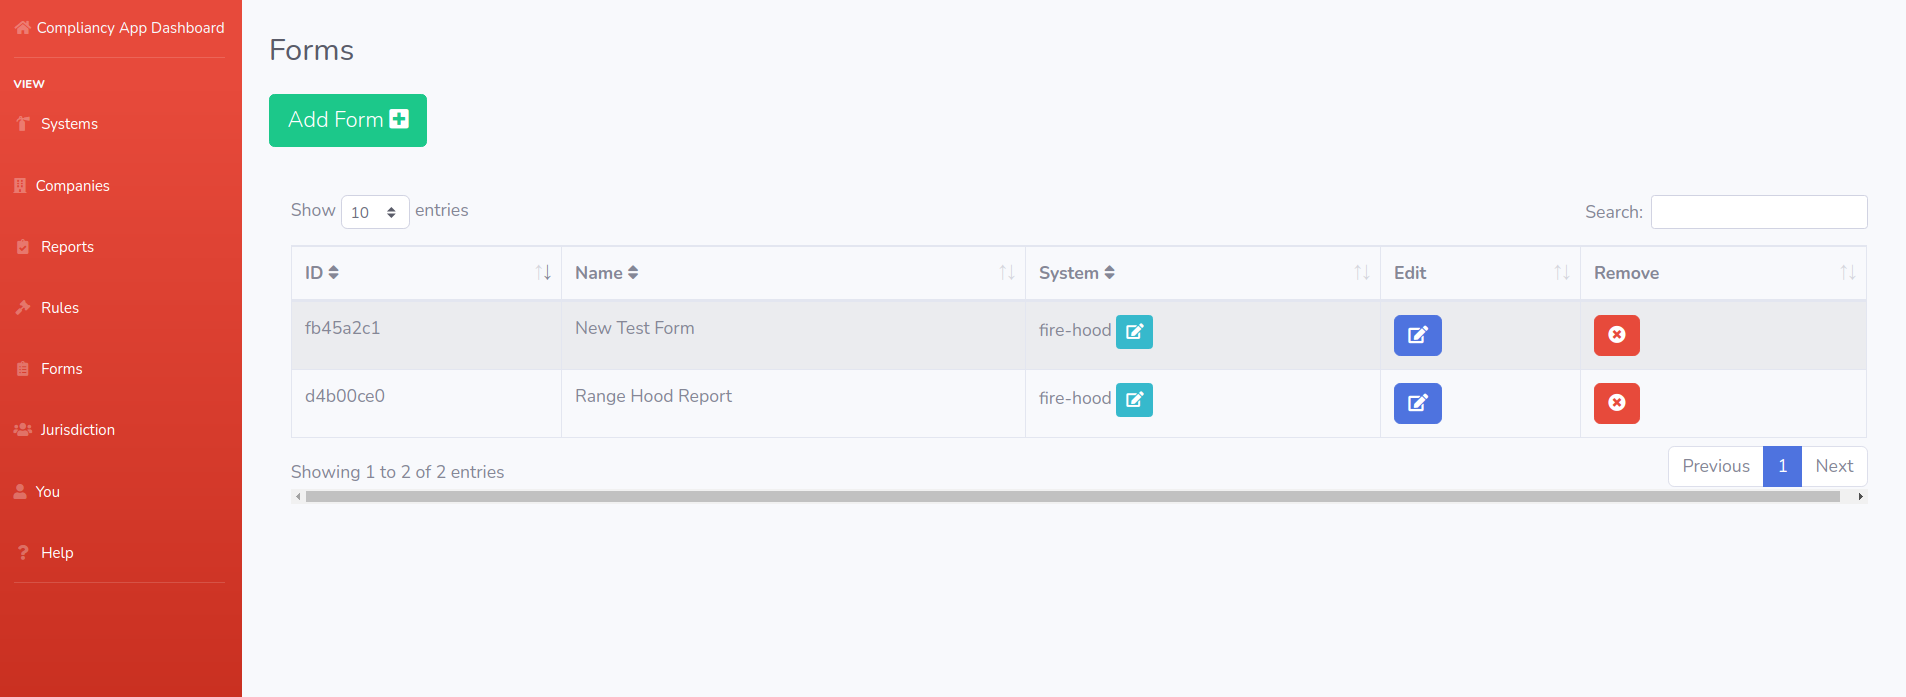 Compliancy App Dashboard
VIEW
Systems
Companies
Reports
Rules
Forms
Jurisdiction
You
Help
Forms
Add Form
Show 10 entries
Search:
ID Name System Edit Remove
fb45a2c1 New Test Form fire-hood
d4b00ce0 Range Hood Report fire-hood
Showing 1 to 2 of 2 entries
Previous 1 Next